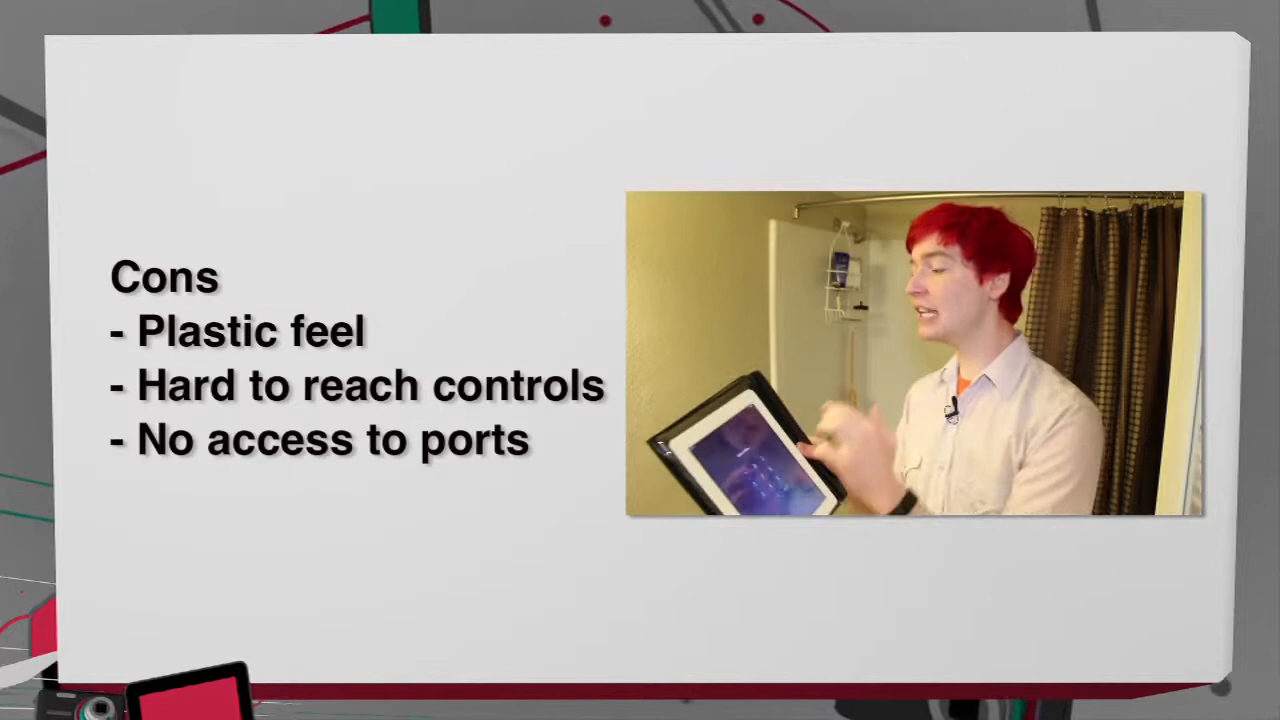 Cons
- Plastic feel
- Hard to reach controls
- No access to ports